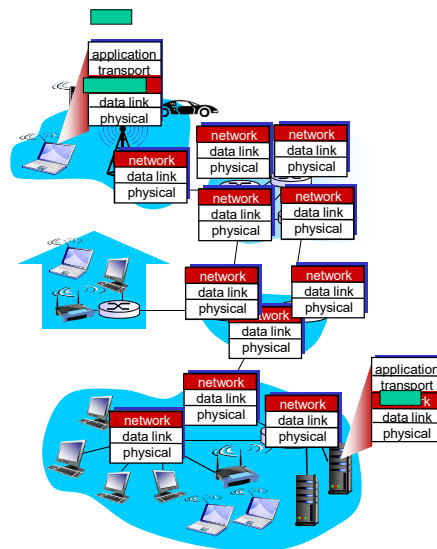 application
transport
data link
physical
network
data link
physical
network
data link
physical
network
data link
physical
network
data link
physical
network
data link
physical
network
data link
physical
network
data link
physical
network
data link
physical
network
data link
physical
network
data link
physical
network
data link
physical
application
transport
data link
physical